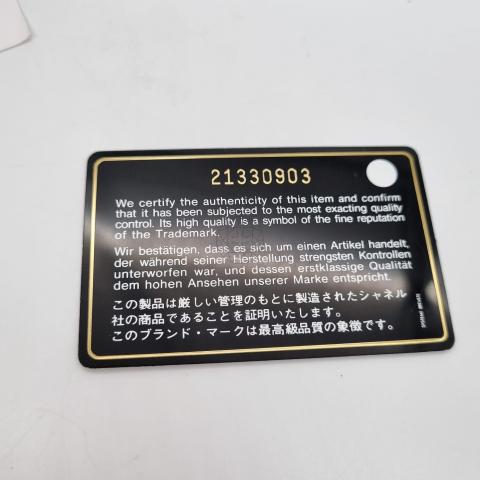 21330903
We certify the authenticity of this item and confirm
that it has been subjected to the most exacting quality
control. Its high quality is a symbol of the fine reputation
of the Trademark.
Wir bestätigen, dass es sich um einen Artikel handelt,
der während seiner Herstellung strengsten Kontrollen
unterworfen war, und dessen erstklassige Qualität
dem hohen Ansehen unserer Marke entspricht.
この製品は厳しい管理のもとに製造されたシャネル
社の商品であることを証明いたします。
このブランド・マークは最高級品質の象徴です。